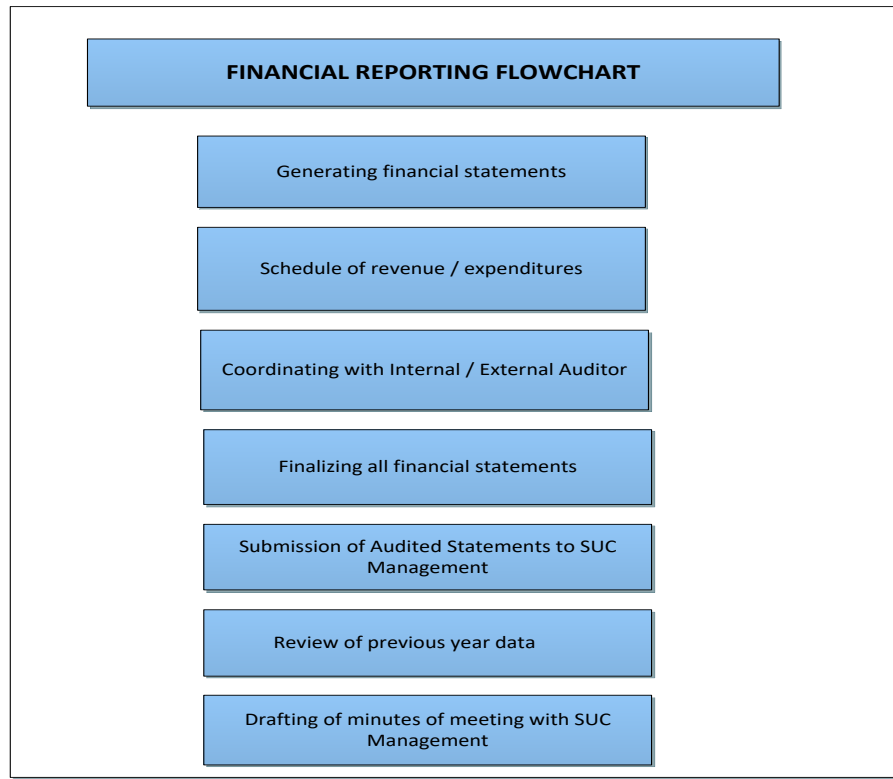 FINANCIAL REPORTING FLOWCHART
Generating financial statements
Schedule of revenue / expenditures
Coordinating with Internal / External Auditor
Finalizing all financial statements
Submission of Audited Statements to SUC
Management
Review of previous year data
Drafting of minutes of meeting with SUC
Management